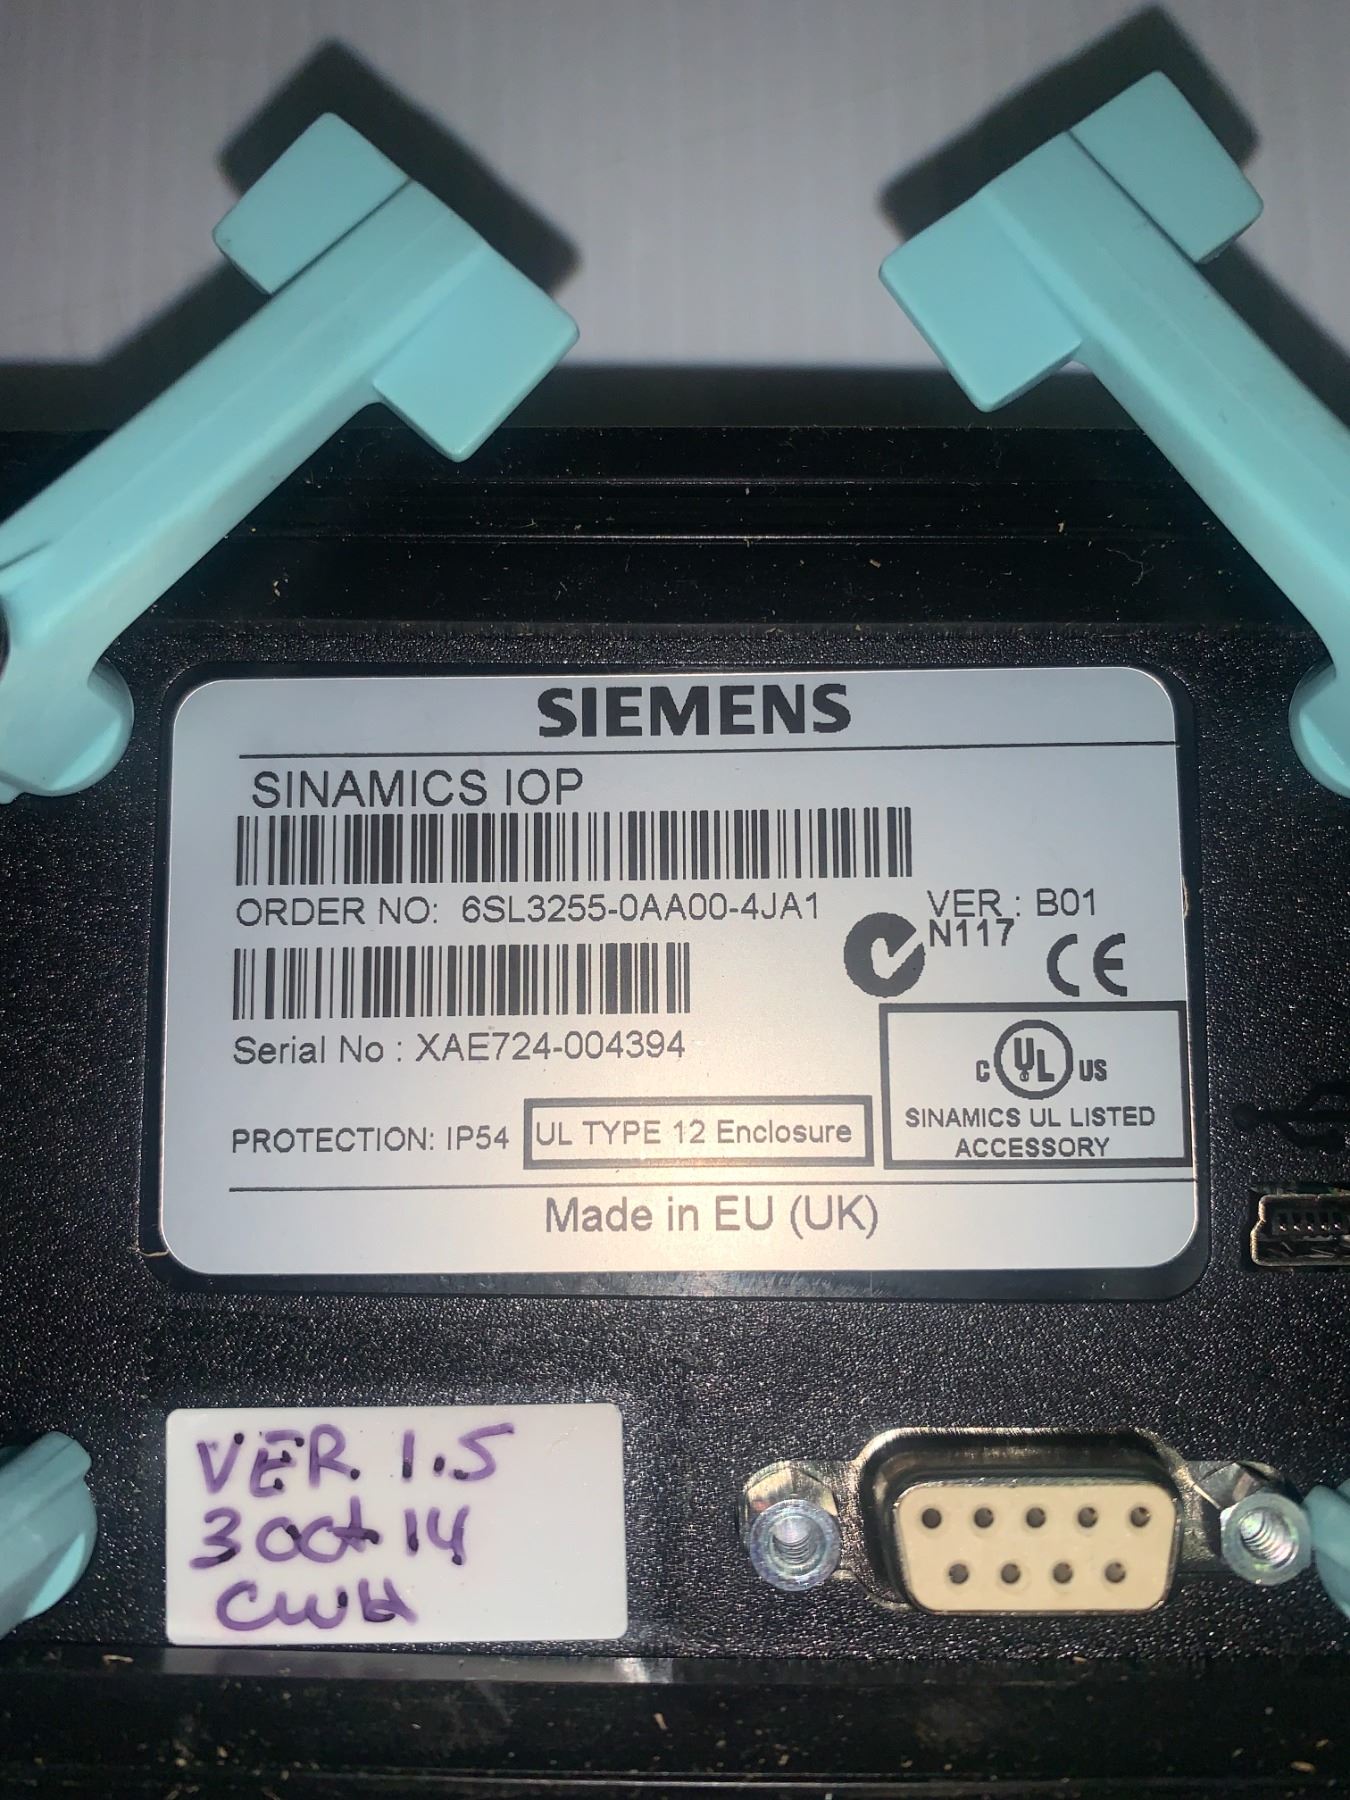 SIEMENS
SINAMICS IOP
ORDER NO: 6SL3255-0AA00-4JA1
VER : B01
N117
CE
Serial No : XAE724-004394
C UL US
SINAMICS UL LISTED
ACCESSORY
PROTECTION: IP54
UL TYPE 12 Enclosure
Made in EU (UK)
VER. 1.5
3 Oct 14
CWH